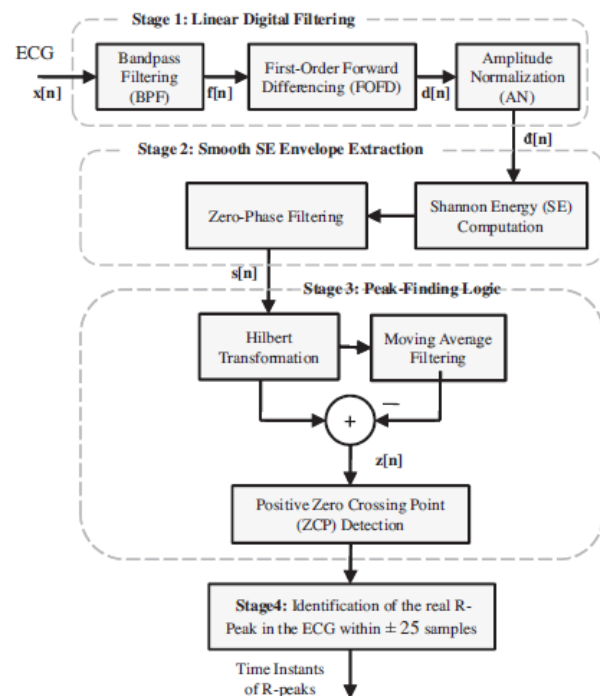 Stage 1: Linear Digital Filtering
ECG
x[n]
Bandpass
Filtering
(BPF)
f[n]
First-Order Forward
Differencing (FOFD)
d[n]
Amplitude
Normalization
(AN)
đ[n]
Stage 2: Smooth SE Envelope Extraction
Zero-Phase Filtering
Shannon Energy (SE)
Computation
s[n]
Stage 3: Peak-Finding Logic
Hilbert
Transformation
Moving Average
Filtering
−
+
z[n]
Positive Zero Crossing Point
(ZCP) Detection
Stage4: Identification of the real R-
Peak in the ECG within ± 25 samples
Time Instants
of R-peaks